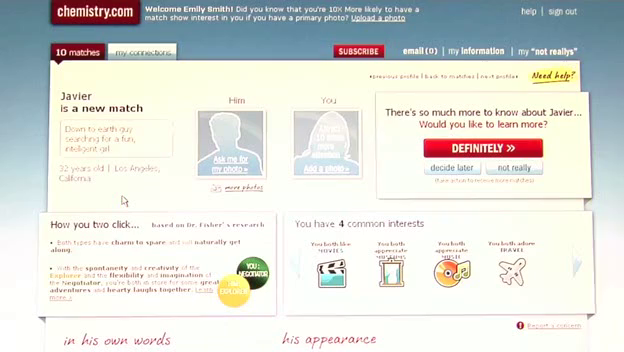 chemistry.com
Welcome Emily Smith! Did you know that you're 10X More likely to have a
match show interest in you if you have a primary photo? Upload a photo
help | sign out
10 matches
my connections
SUBSCRIBE
email (0) | my information | my "not reallys"
previous profile | back to matches | next profile
Need help?
Javier
is a new match
Down to earth guy
searching for a fun,
inteligent girl
32 years old | Los Angeles,
California
Him
Ask me for
my photo »
You
Add a photo »
See more photos
There's so much more to know about Javier...
Would you like to learn more?
DEFINITELY »
decide later
not really
How you two click...
based on Dr. Fisher's research
• Both types have charm to spare and will naturally get
along.
• With the spontaneity and creativity of the
Explorer and the flexibility and imagination of
the Negotiator, you're both in store for some great
adventures and hearty laughs together. Learn
more »
YOU:
NEGOTIATOR
EXPLORER
You have 4 common interests
You both like
MOVIES
You both
appreciate
MUSEUMS
You both
appreciate
MUSIC
You both adore
TRAVEL
Report a concern
in his own words
his appearance